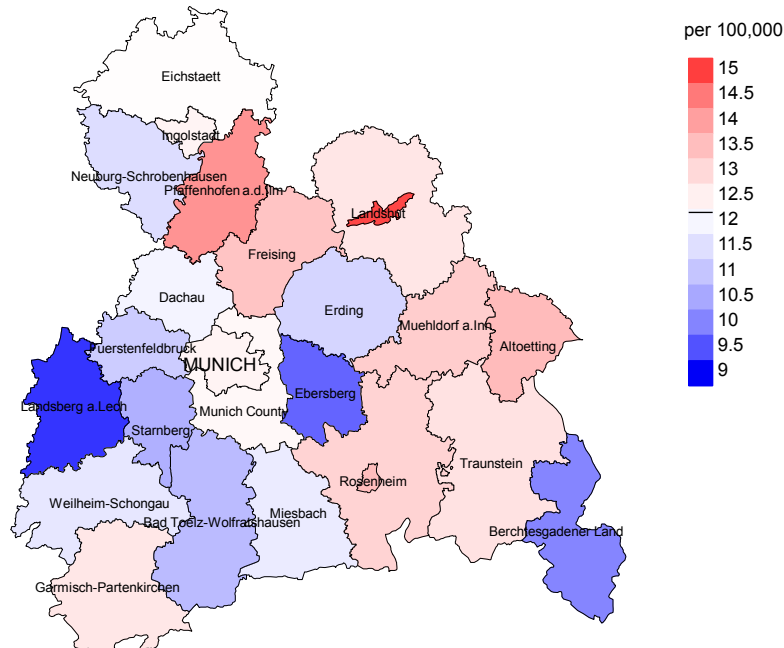 per 100,000
15
14.5
14
13.5
13
12.5
12
11.5
11
10.5
10
9.5
9
Eichstaett
Ingolstadt
Neuburg-Schrobenhausen
Pfaffenhofen a.d.Ilm
Landshut
Freising
Dachau
Erding
Muehldorf a.Inn
Altoetting
Fuerstenfeldbruck
MUNICH
Ebersberg
Landsberg a.Lech
Munich County
Starnberg
Traunstein
Rosenheim
Weilheim-Schongau
Miesbach
Bad Toelz-Wolfratshausen
Berchtesgadener Land
Garmisch-Partenkirchen